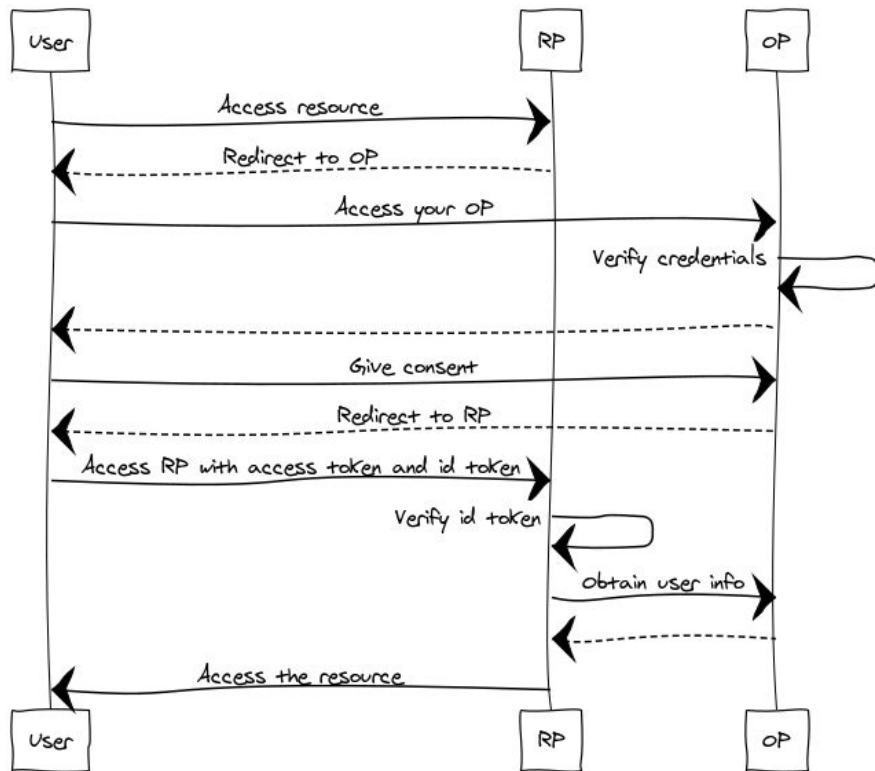 User
RP
OP
Access resource
Redirect to OP
Access your OP
Verify credentials
Give consent
Redirect to RP
Access RP with access token and id token
Verify id token
Obtain user info
Access the resource
User
RP
OP